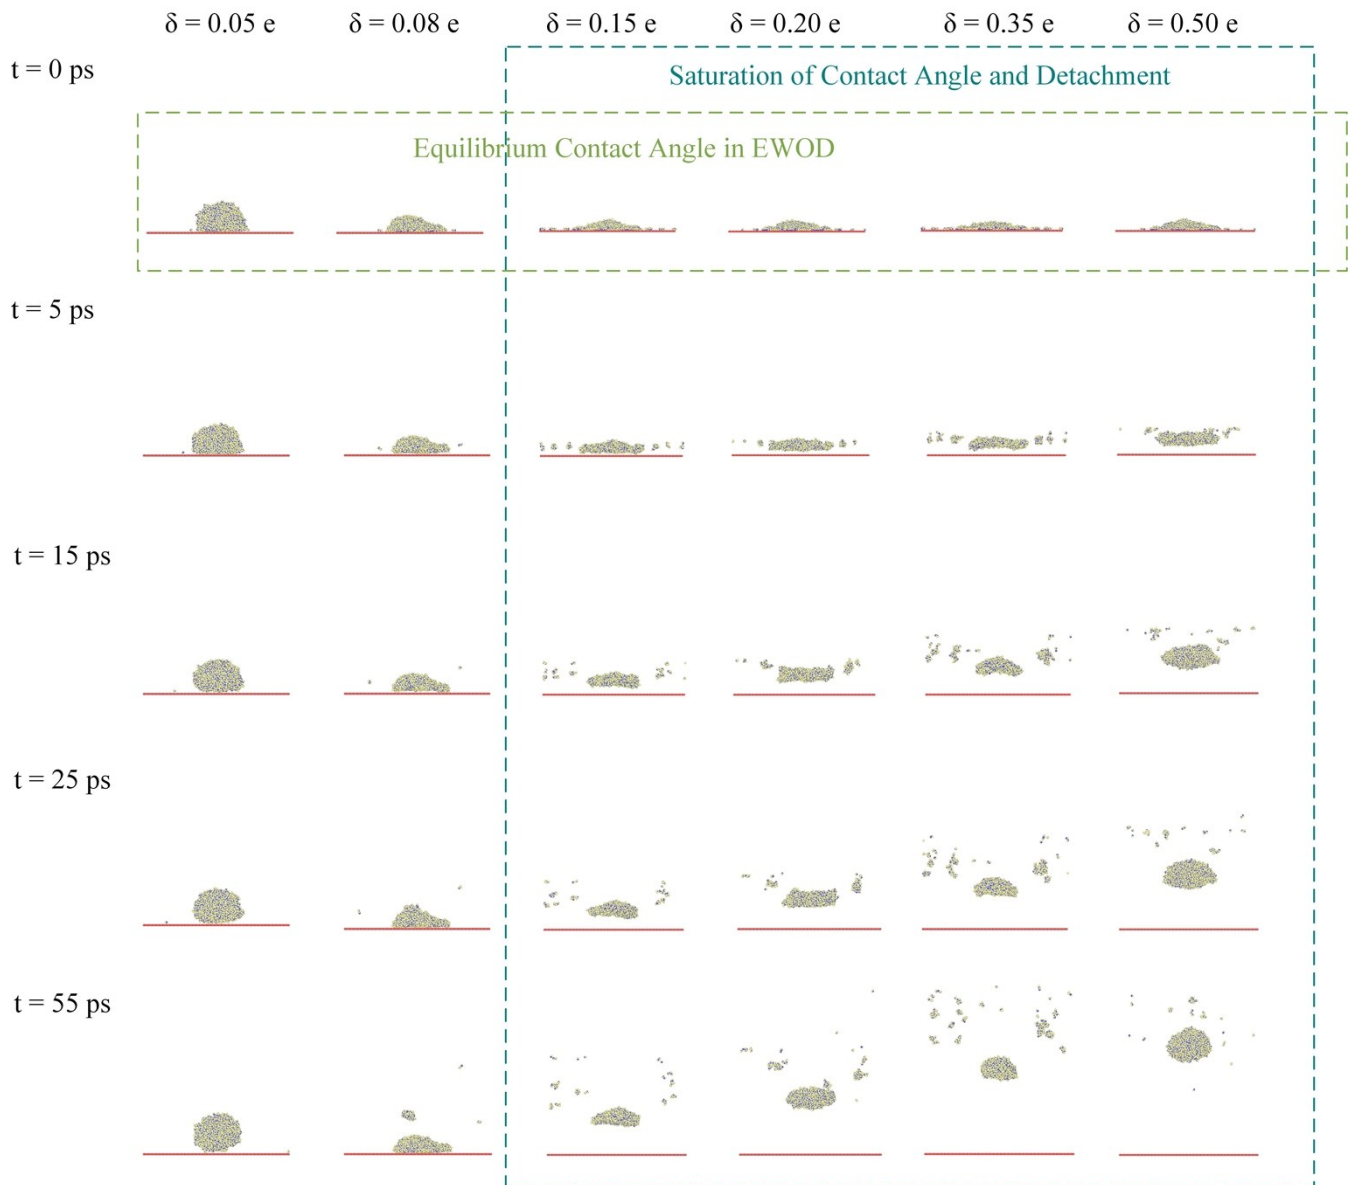 δ = 0.05 e δ = 0.08 e δ = 0.15 e δ = 0.20 e δ = 0.35 e δ = 0.50 e
t = 0 ps
Saturation of Contact Angle and Detachment
Equilibrium Contact Angle in EWOD
t = 5 ps
t = 15 ps
t = 25 ps
t = 55 ps